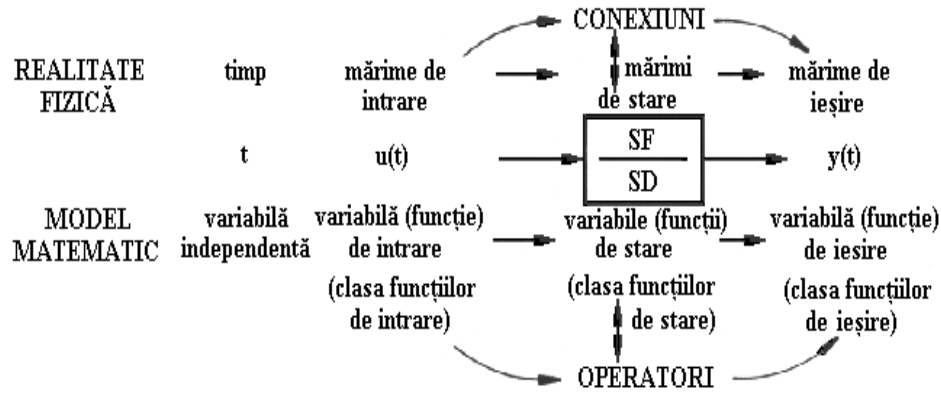 CONEXIUNI
REALITATE FIZICĂ
timp
mărime de intrare
mărimi de stare
mărime de ieșire
t
u(t)
SF
SD
y(t)
MODEL MATEMATIC
variabilă independentă
variabilă (funcție) de intrare
variabile (funcții) de stare
variabilă (funcție) de iesire
(clasa funcțiilor de intrare)
(clasa funcțiilor de stare)
(clasa funcțiilor de ieșire)
OPERATORI